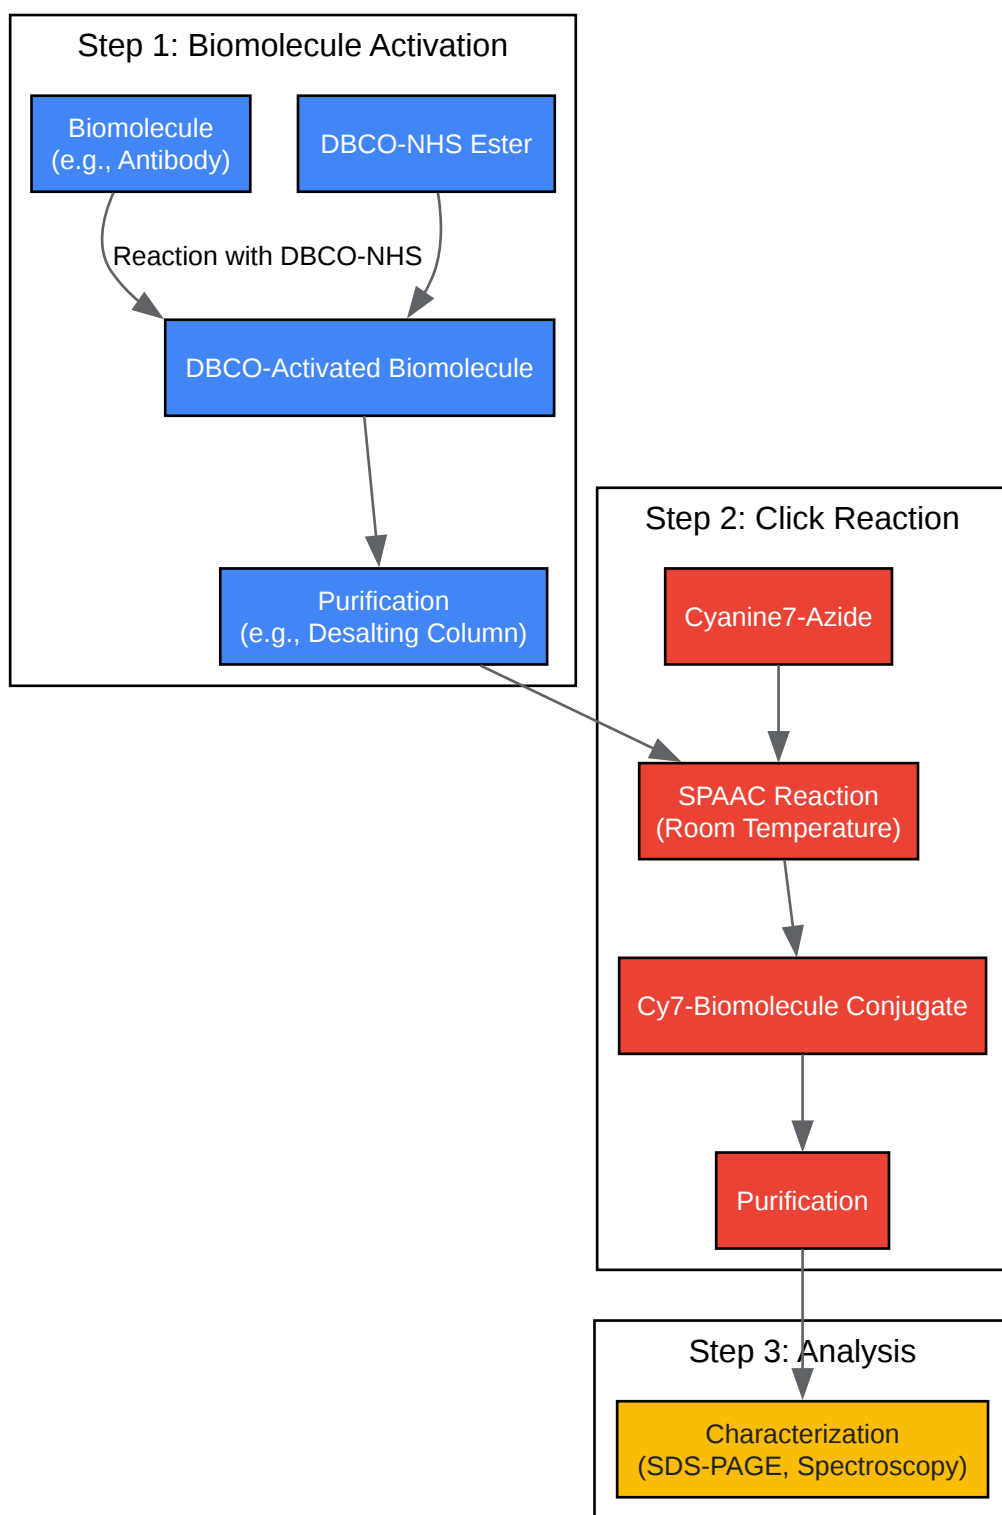 Step 1: Biomolecule Activation
Biomolecule
(e.g., Antibody)
DBCO-NHS Ester
Reaction with DBCO-NHS
DBCO-Activated Biomolecule
Purification
(e.g., Desalting Column)
Step 2: Click Reaction
Cyanine7-Azide
SPAAC Reaction
(Room Temperature)
Cy7-Biomolecule Conjugate
Purification
Step 3: Analysis
Characterization
(SDS-PAGE, Spectroscopy)